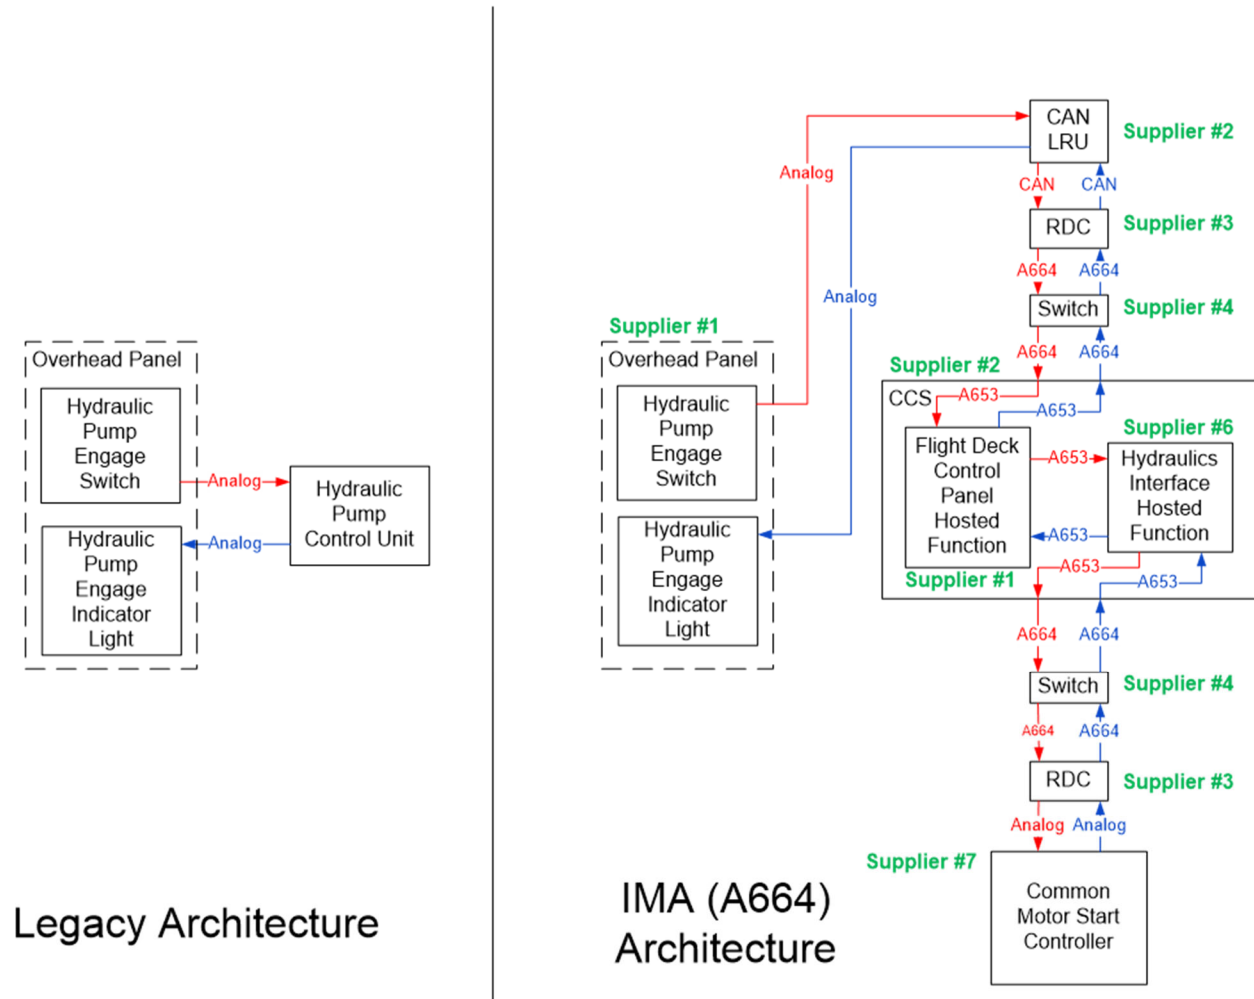 Overhead Panel
Hydraulic
Pump
Engage
Switch
Analog
Hydraulic
Pump
Control Unit
Analog
Hydraulic
Pump
Engage
Indicator
Light
Legacy Architecture
CAN
LRU
Supplier #2
Analog
CAN
CAN
RDC
Supplier #3
A664
A664
Analog
Switch
Supplier #4
Supplier #1
A664
A664
Overhead Panel
Supplier #2
CCS
A653
A653
Hydraulic
Pump
Engage
Switch
Flight Deck
Control
Panel
Hosted
Function
Supplier #6
A653
Hydraulics
Interface
Hosted
Function
A653
Hydraulic
Pump
Engage
Indicator
Light
Supplier #1
A653
A653
A664
A664
Switch
Supplier #4
A664
A664
RDC
Supplier #3
Analog
Analog
Supplier #7
Common
Motor Start
Controller
IMA (A664)
Architecture